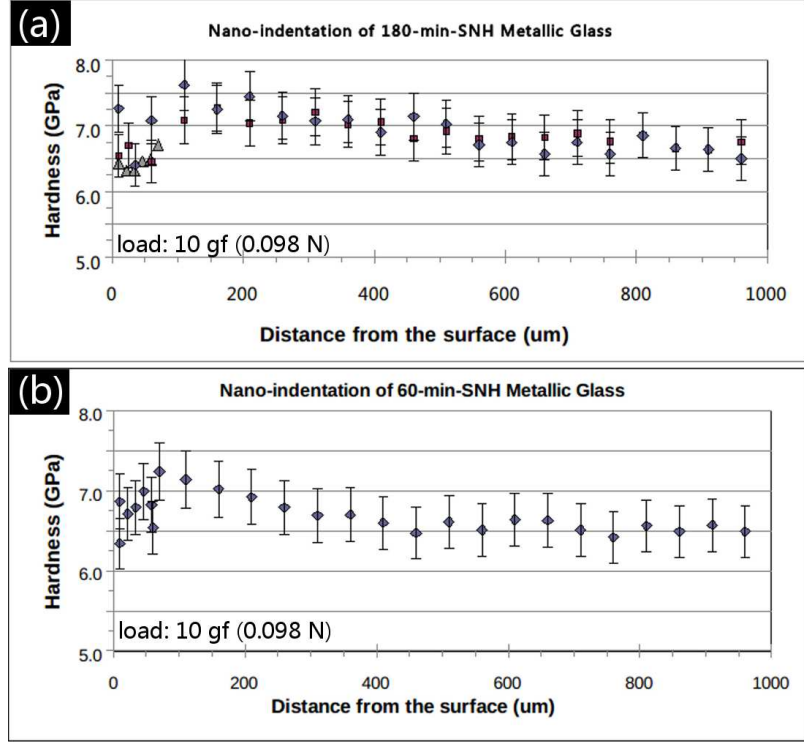 (a)
Nano-indentation of 180-min-SNH Metallic Glass
8.0
7.0
6.0
5.0
Hardness (GPa)
load: 10 gf (0.098 N)
0 200 400 600 800 1000
Distance from the surface (um)
(b)
Nano-indentation of 60-min-SNH Metallic Glass
8.0
7.0
6.0
5.0
Hardness (GPa)
load: 10 gf (0.098 N)
0 200 400 600 800 1000
Distance from the surface (um)